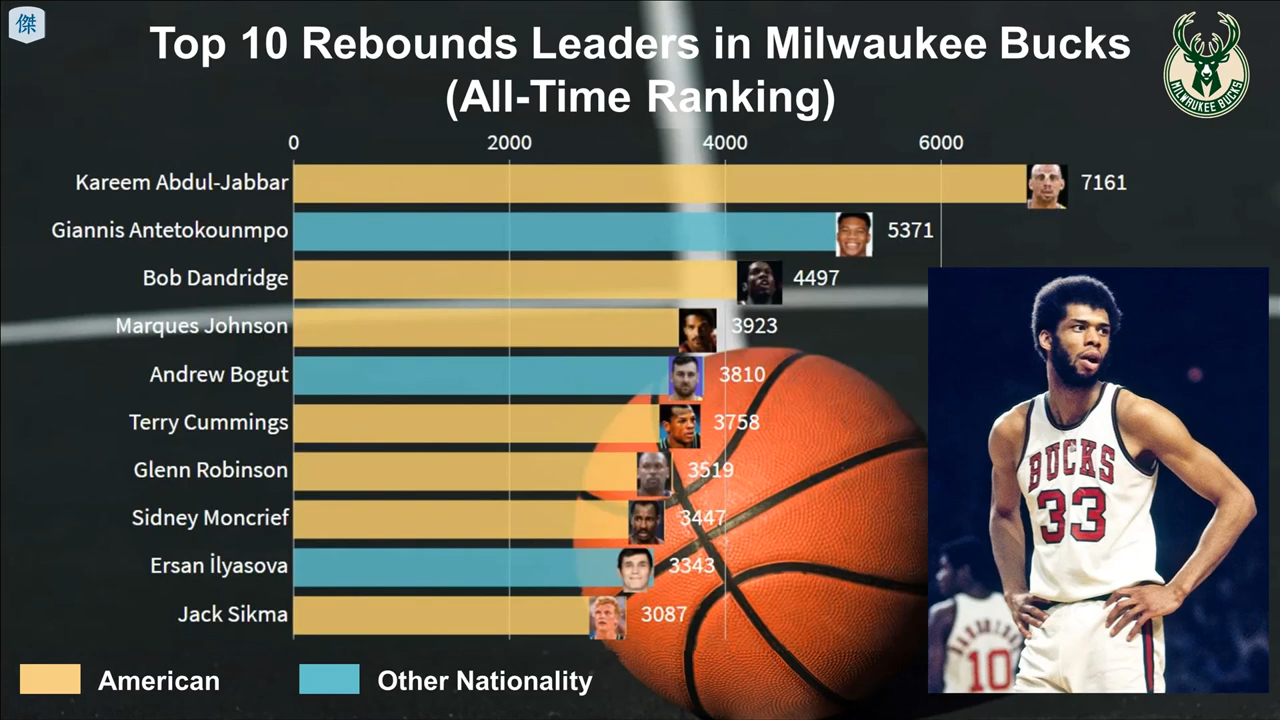 傑
Top 10 Rebounds Leaders in Milwaukee Bucks
(All-Time Ranking)
MILWAUKEE BUCKS
0 2000 4000 6000
Kareem Abdul-Jabbar 7161
Giannis Antetokounmpo 5371
Bob Dandridge 4497
Marques Johnson 3923
Andrew Bogut 3810
Terry Cummings 3758
Glenn Robinson 3519
Sidney Moncrief 3447
Ersan İlyasova 3343
Jack Sikma 3087
BUCKS
33
10
American Other Nationality